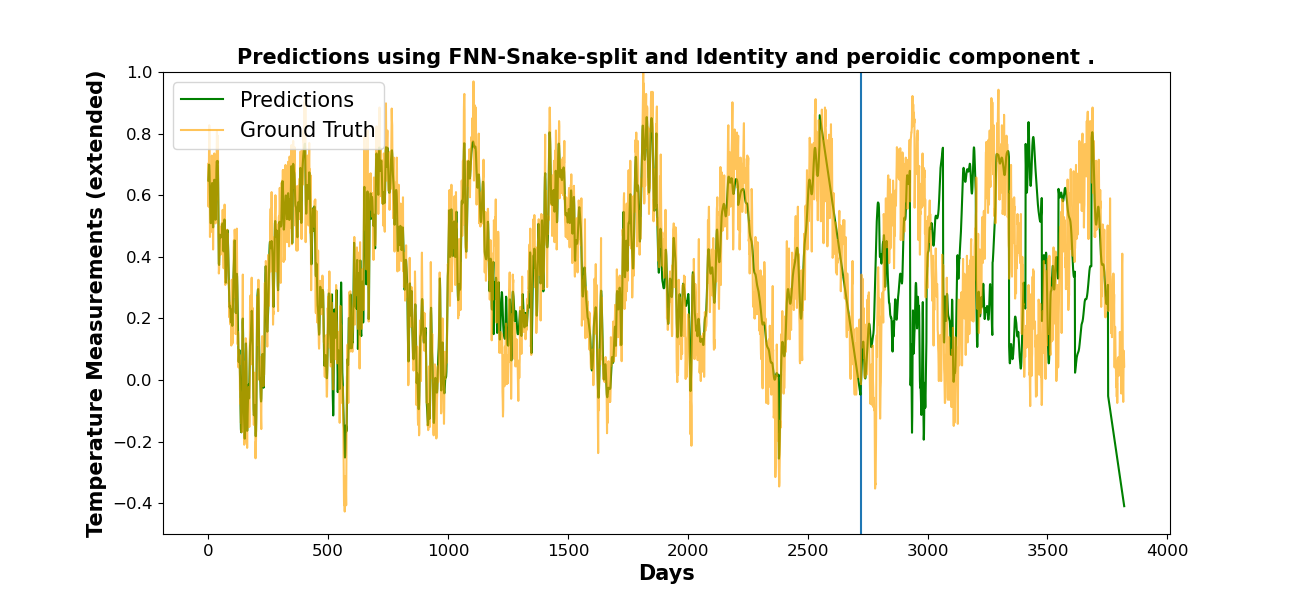 Predictions using FNN-Snake-split and Identity and peroidic component .
Predictions
Ground Truth
Temperature Measurements (extended)
1.0
0.8
0.6
0.4
0.2
0.0
−0.2
−0.4
0 500 1000 1500 2000 2500 3000 3500 4000
Days